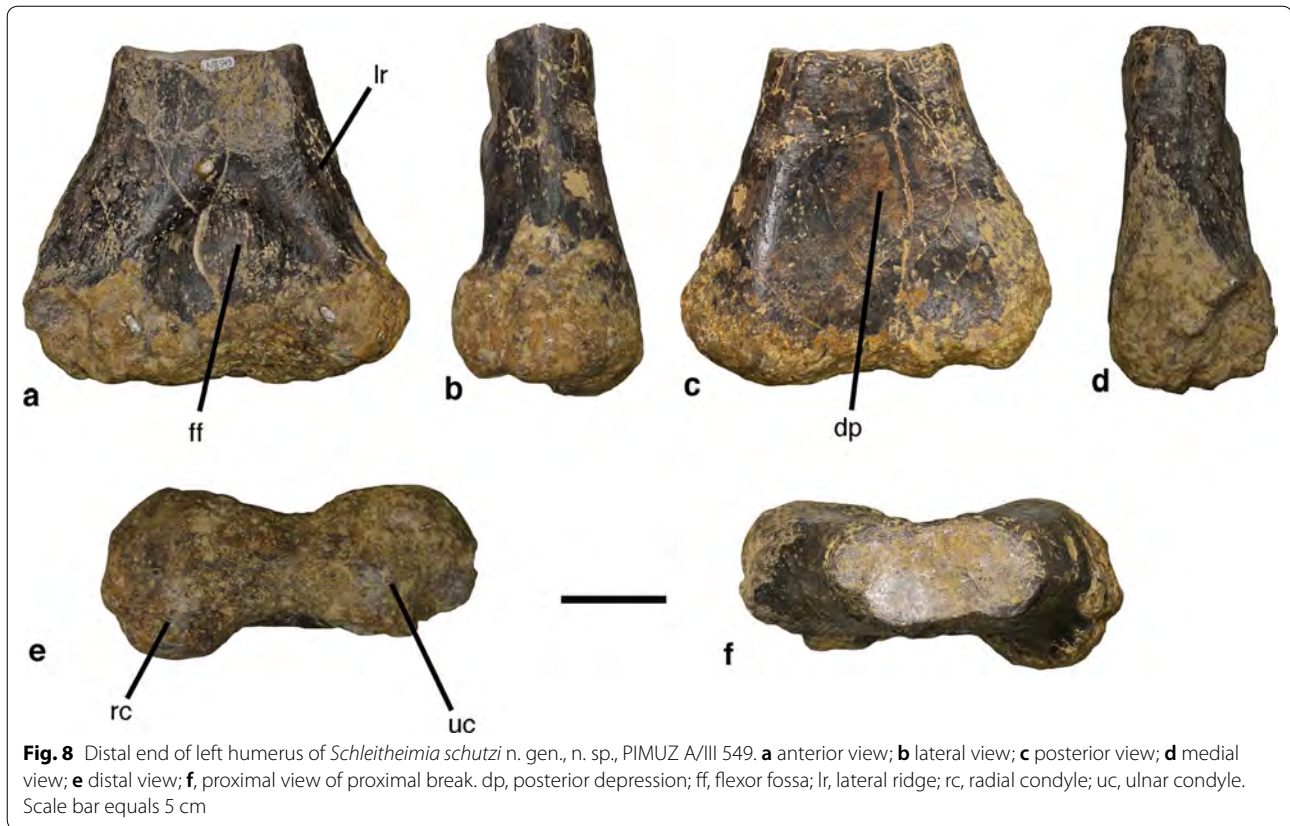 A/III 549
lr
a
b
c
d
ff
dp
e
f
rc
uc
Fig. 8 Distal end of left humerus of Schleitheimia schutzi n. gen., n. sp., PIMUZ A/III 549. a anterior view; b lateral view; c posterior view; d medial
view; e distal view; f, proximal view of proximal break. dp, posterior depression; ff, flexor fossa; lr, lateral ridge; rc, radial condyle; uc, ulnar condyle.
Scale bar equals 5 cm